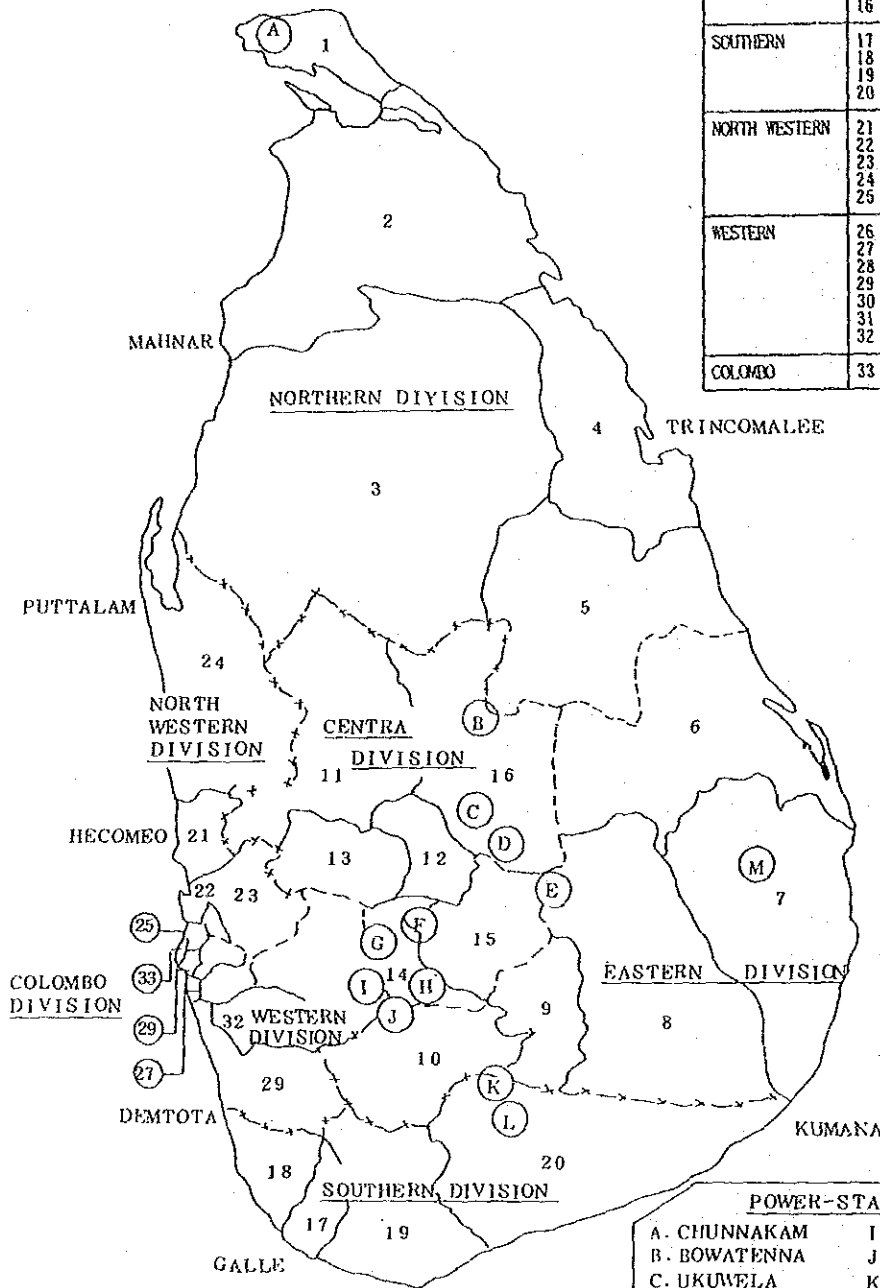 16
SOUTHERN 17
18
19
20
NORTH WESTERN 21
22
23
24
25
WESTERN 26
27
28
29
30
31
32
COLOMBO 33
A
1
2
MAHNAR
NORTHERN DIVISION
4
TRINCOMALEE
3
PUTTALAM
5
24
NORTH
WESTERN
DIVISION
B
6
CENTRA
DIVISION
11
16
C
HECOMEO
21
D
13
12
M
22
23
E
7
25
F
G
15
33
COLOMBO
DIVISION
14
I
H
EASTERN DIVISION
J
9
8
32
WESTERN
DIVISION
29
10
27
K
29
DEMTOTA
L
KUMANA
20
18
SOUTHERN DIVISION
17
19
GALLE
POWER-STA
A. CHUNNAKAM I
B. BOWATENNA J
C. UKUWELA K